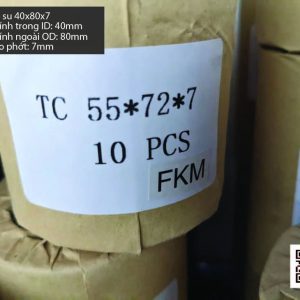 su 40x80x7
ính trong ID: 40mm
ính ngoài OD: 80mm
o phớt: 7mm
TC 55*72*7
10 PCS
FKM